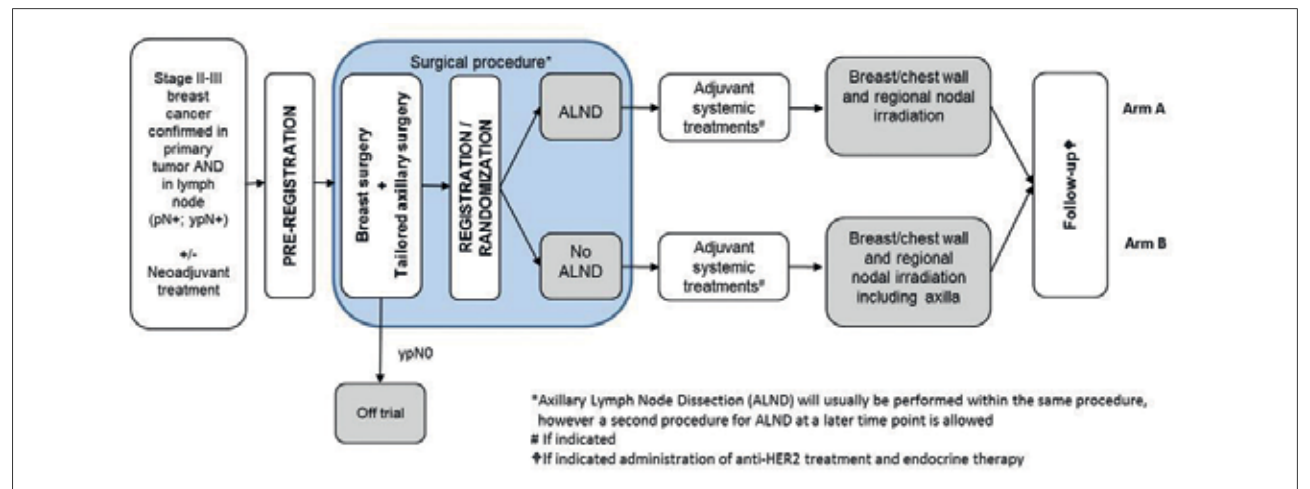 Stage II-III
breast
cancer
confirmed in
primary
tumor AND
in lymph
node
(pN+; ypN+)
+/-
Neoadjuvant
treatment
PRE-REGISTRATION
Surgical procedure*
Breast surgery
+
Tailored axillary surgery
REGISTRATION /
RANDOMIZATION
ALND
No
ALND
Adjuvant
systemic
treatments#
Adjuvant
systemic
treatments#
Breast/chest wall
and regional nodal
irradiation
Breast/chest wall
and regional
nodal irradiation
including axilla
Follow-up🕈
Arm A
Arm B
ypN0
Off trial
*Axillary Lymph Node Dissection (ALND) will usually be performed within the same procedure,
however a second procedure for ALND at a later time point is allowed
# If indicated
🕈If indicated administration of anti-HER2 treatment and endocrine therapy